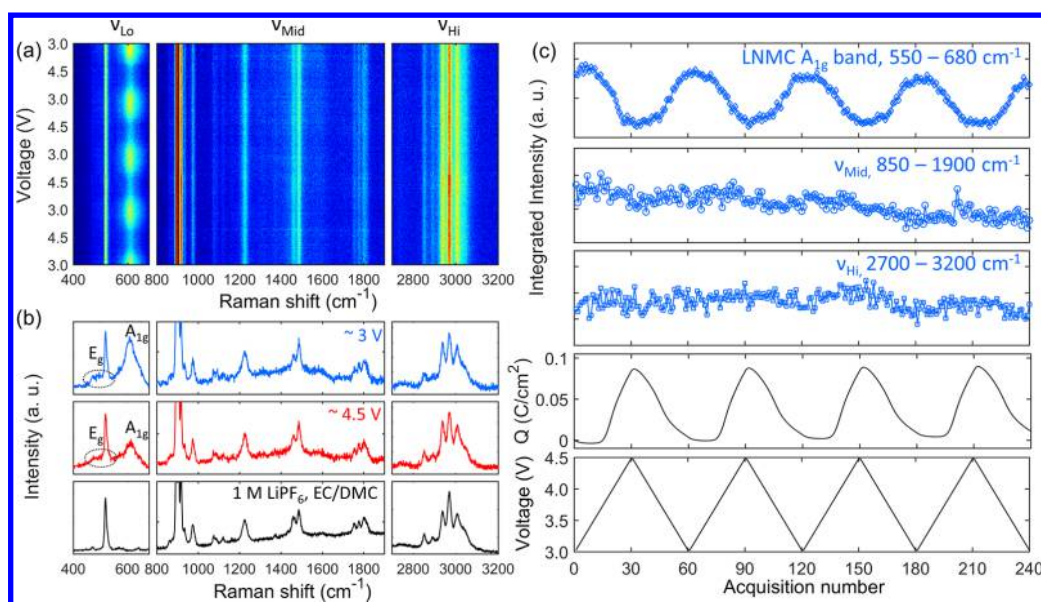 ν_Lo ν_Mid ν_Hi
(a)
Voltage (V)
3.0
4.5
3.0
4.5
3.0
4.5
3.0
4.5
3.0
400 600 800 1000 1200 1400 1600 1800 2800 3000 3200
Raman shift (cm⁻¹)
(b)
Intensity (a. u.)
E_g A_1g ~ 3 V
E_g A_1g ~ 4.5 V
1 M LiPF₆, EC/DMC
400 600 800 1000 1200 1400 1600 1800 2800 3000 3200
Raman shift (cm⁻¹)
(c)
Integrated Intensity (a. u.)
LNMC A_1g band, 550 – 680 cm⁻¹
ν_Mid, 850 – 1900 cm⁻¹
ν_Hi, 2700 – 3200 cm⁻¹
Q (C/cm²)
0.1
0.05
0
Voltage (V)
4.5
4.0
3.5
3.0
0 30 60 90 120 150 180 210 240
Acquisition number